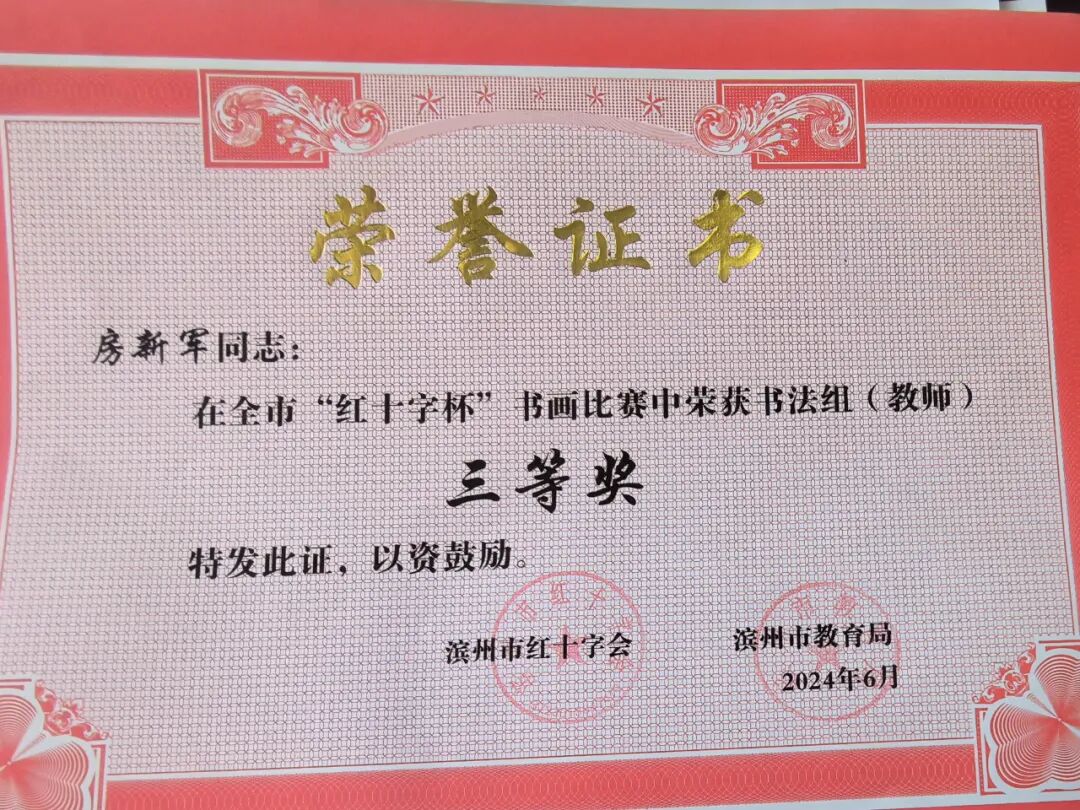 荣誉证书
房新军同志：
在全市“红十字杯”书画比赛中荣获书法组（教师）
三等奖
特发此证，以资鼓励。
滨州市红十字会
滨州市教育局
2024年6月